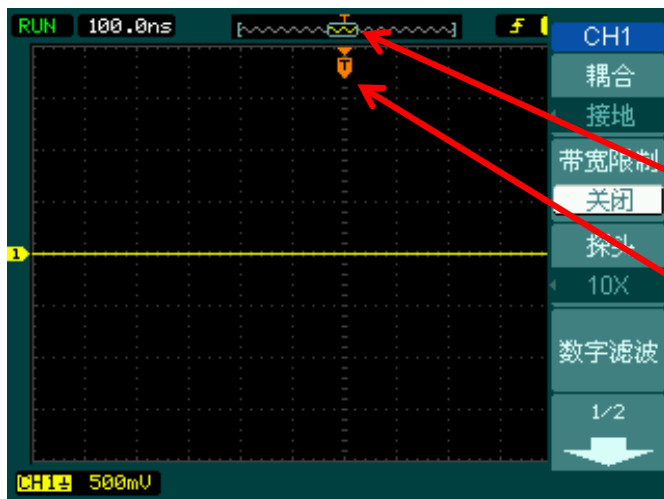 RUN 100.0ns T CH1
T
耦合
接地
带宽限制
关闭
1
探头
10X
数字滤波
1/2
CH1 500mV